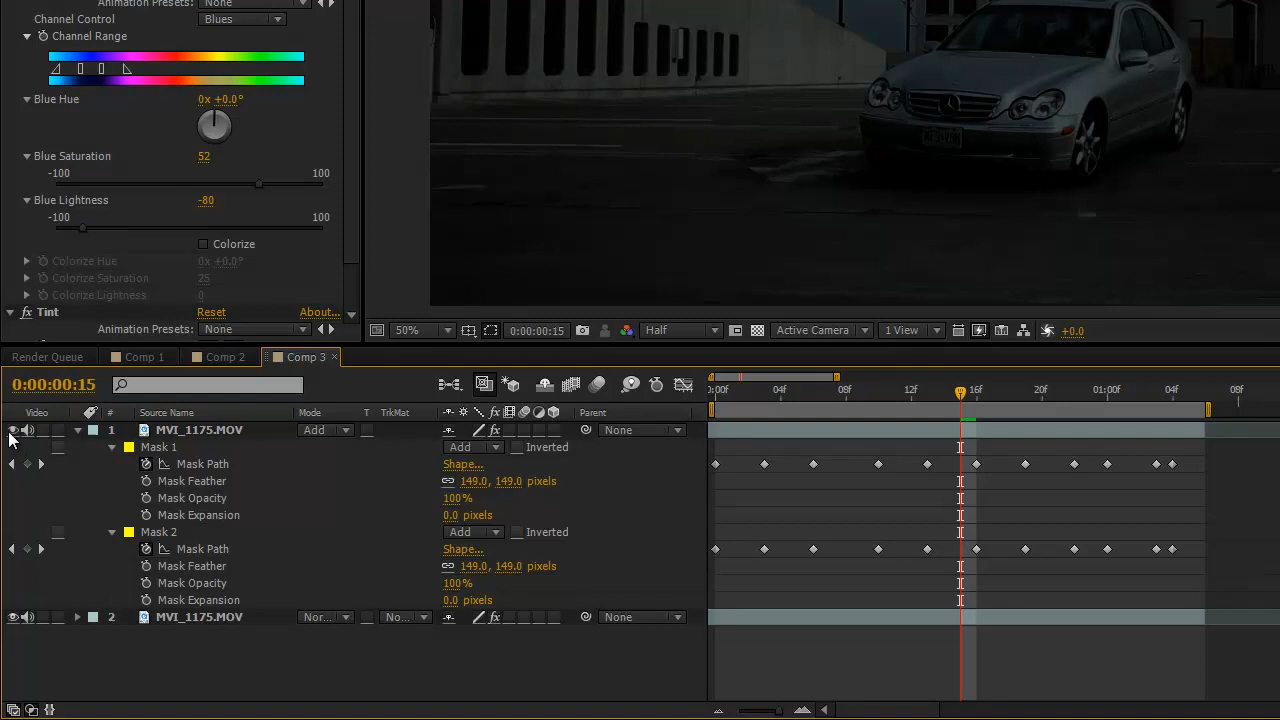 Animation Presets: None
Channel Control Blues
Channel Range
Blue Hue 0x +0.0°
Blue Saturation 52
-100 100
Blue Lightness -80
-100 100
Colorize
Colorize Hue 0x +0.0°
Colorize Saturation 25
Colorize Lightness 0
fx Tint Reset About...
Animation Presets: None
50% 0:00:00:15 Half Active Camera 1 View +0.0
Render Queue Comp 1 Comp 2 Comp 3 ×
0:00:00:15
0:00F 04f 08f 12f 16f 20f 01:00f 04f 08f
Video # Source Name Mode T TrkMat fx Parent
1 MVI_1175.MOV Add fx None
Mask 1 Add Inverted
Mask Path Shape...
Mask Feather 149.0, 149.0 pixels
Mask Opacity 100%
Mask Expansion 0.0 pixels
Mask 2 Add Inverted
Mask Path Shape...
Mask Feather 149.0, 149.0 pixels
Mask Opacity 100%
Mask Expansion 0.0 pixels
2 MVI_1175.MOV Nor... No... fx None